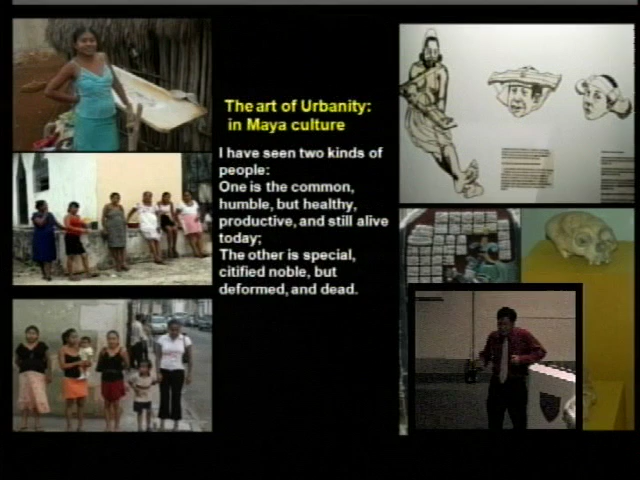 The art of Urbanity:
in Maya culture
I have seen two kinds of
people:
One is the common,
humble, but healthy,
productive, and still alive
today;
The other is special,
citified noble, but
deformed, and dead.